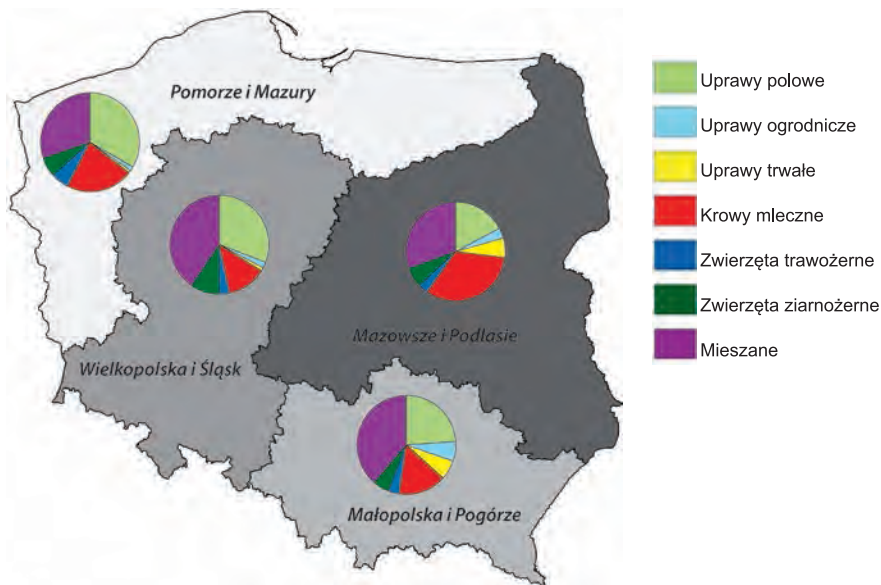 Pomorze i Mazury
Wielkopolska i Śląsk
Mazowsze i Podlasie
Małopolska i Pogórze
Uprawy polowe
Uprawy ogrodnicze
Uprawy trwałe
Krowy mleczne
Zwierzęta trawożerne
Zwierzęta ziarnożerne
Mieszane